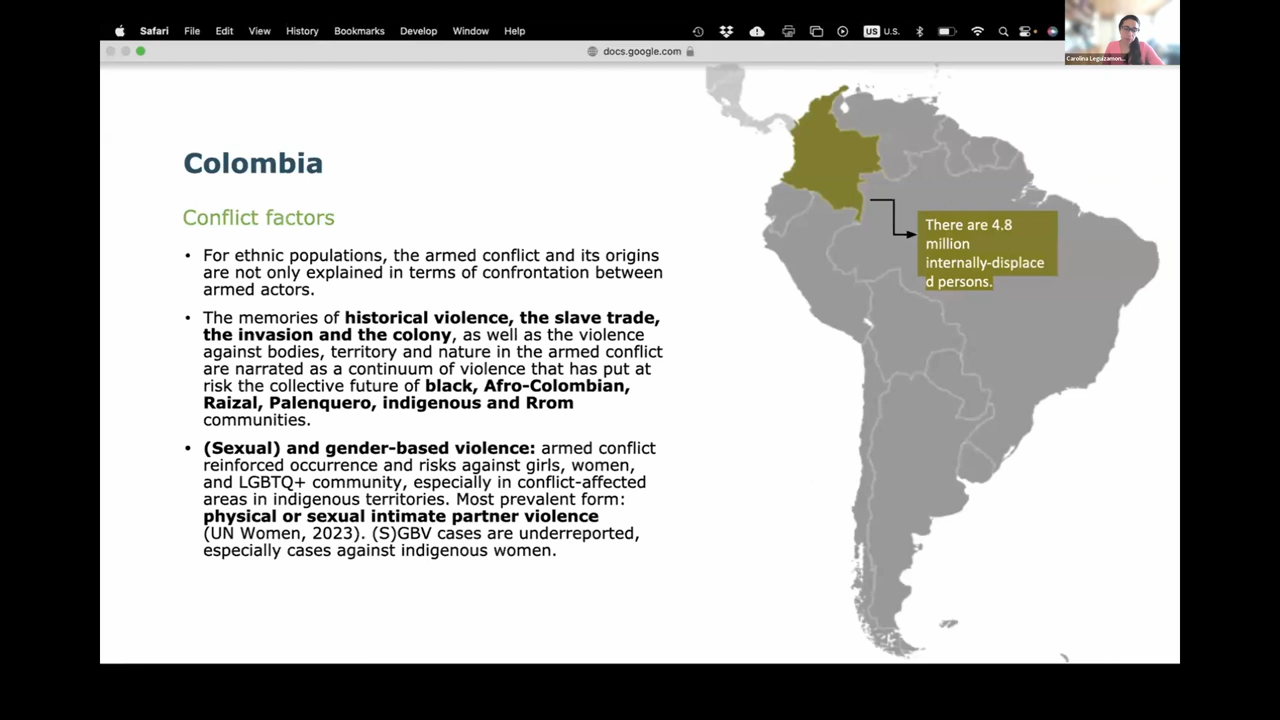 Safari File Edit View History Bookmarks Develop Window Help US U.S.
docs.google.com
Carolina Leguizamon...
Colombia
Conflict factors
• For ethnic populations, the armed conflict and its origins
are not only explained in terms of confrontation between
armed actors.
• The memories of historical violence, the slave trade,
the invasion and the colony, as well as the violence
against bodies, territory and nature in the armed conflict
are narrated as a continuum of violence that has put at
risk the collective future of black, Afro-Colombian,
Raizal, Palenquero, indigenous and Rrom
communities.
• (Sexual) and gender-based violence: armed conflict
reinforced occurrence and risks against girls, women,
and LGBTQ+ community, especially in conflict-affected
areas in indigenous territories. Most prevalent form:
physical or sexual intimate partner violence
(UN Women, 2023). (S)GBV cases are underreported,
especially cases against indigenous women.
There are 4.8
million
internally-displace
d persons.